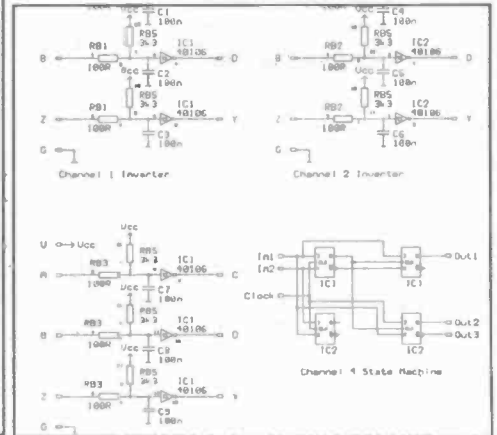 Vcc
C1
100n
RB5
3k3
IC1
40106
B
RB1
100R
D
C2
100n
Vcc
RB5
3k3
IC1
40106
Z
RB1
100R
Y
C3
100n
G
Channel 1 Inverter
Vcc
C4
100n
RB5
3k3
IC2
40106
B
RB2
100R
D
C5
100n
Vcc
RB5
3k3
IC2
40106
Z
RB2
100R
Y
C6
100n
G
Channel 2 Inverter
V
Vcc
Vcc
RB5
3k3
IC1
40106
A
RB3
100R
C
C7
100n
Vcc
RB5
3k3
IC1
40106
B
RB3
100R
D
C8
100n
Vcc
RB5
3k3
IC1
40106
Z
RB3
100R
Y
C9
100n
G
In1
In2
Clock
IC1
IC1
IC2
IC2
Out1
Out2
Out3
Channel 4 State Machine